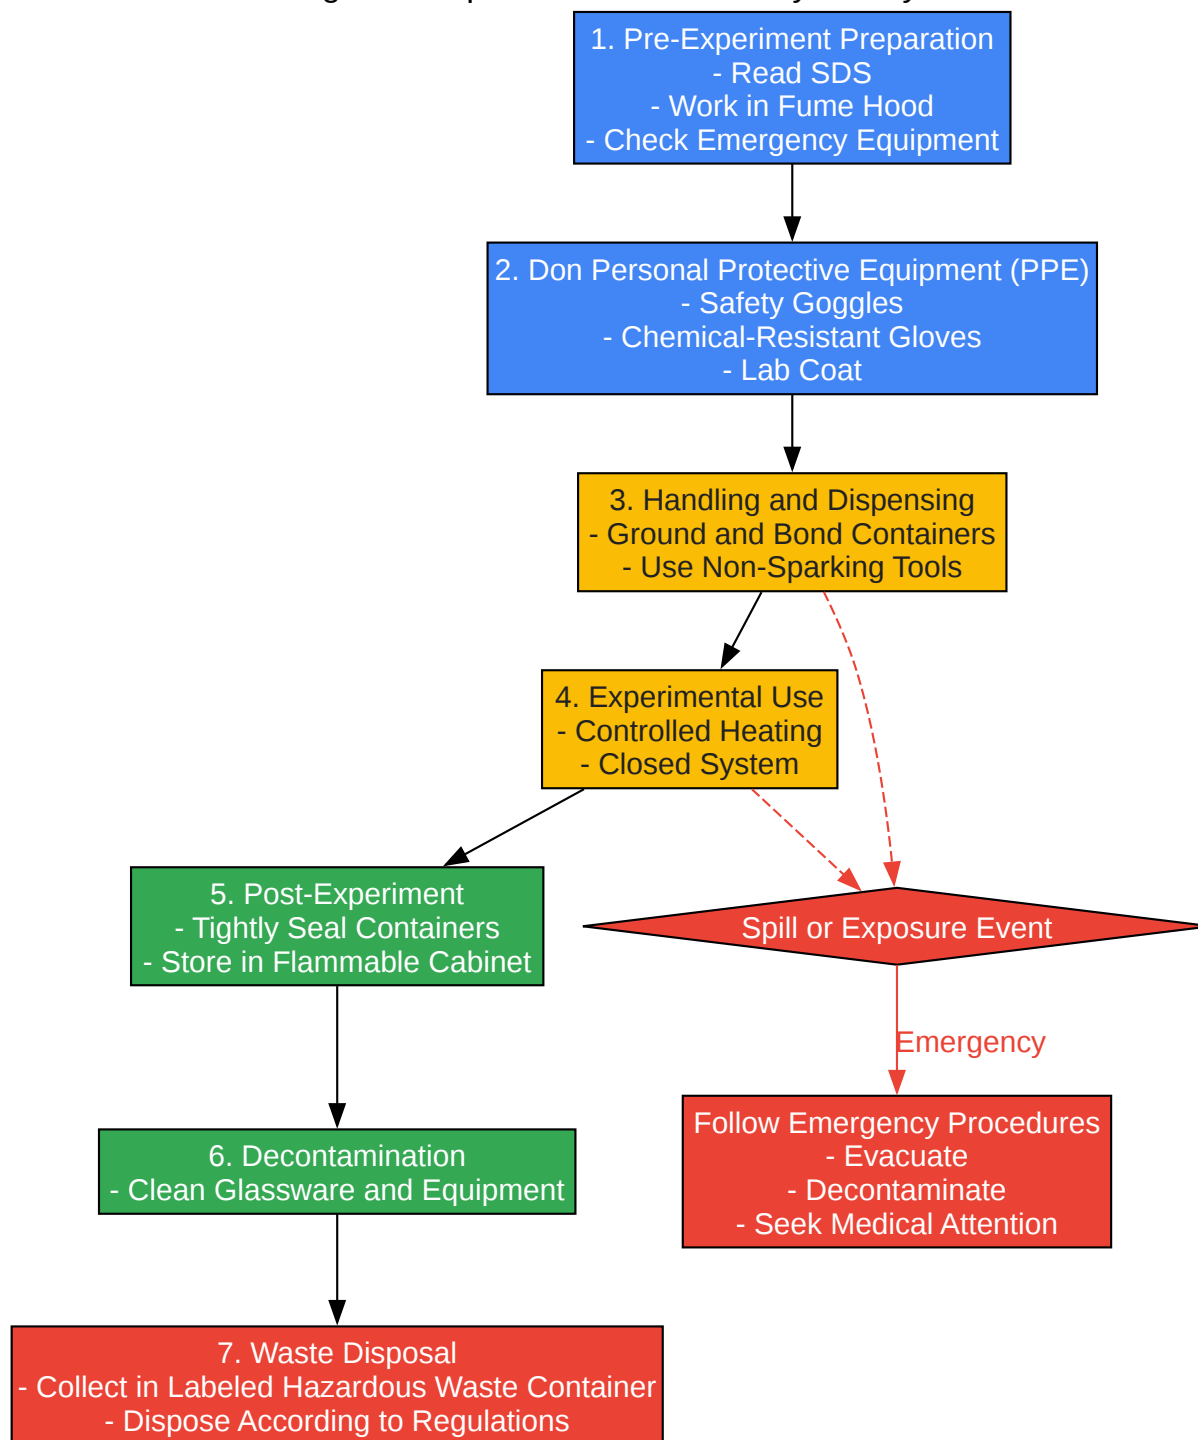 1. Pre-Experiment Preparation
- Read SDS
- Work in Fume Hood
- Check Emergency Equipment
2. Don Personal Protective Equipment (PPE)
- Safety Goggles
- Chemical-Resistant Gloves
- Lab Coat
3. Handling and Dispensing
- Ground and Bond Containers
- Use Non-Sparking Tools
4. Experimental Use
- Controlled Heating
- Closed System
5. Post-Experiment
- Tightly Seal Containers
- Store in Flammable Cabinet
Spill or Exposure Event
Emergency
Follow Emergency Procedures
- Evacuate
- Decontaminate
- Seek Medical Attention
6. Decontamination
- Clean Glassware and Equipment
7. Waste Disposal
- Collect in Labeled Hazardous Waste Container
- Dispose According to Regulations